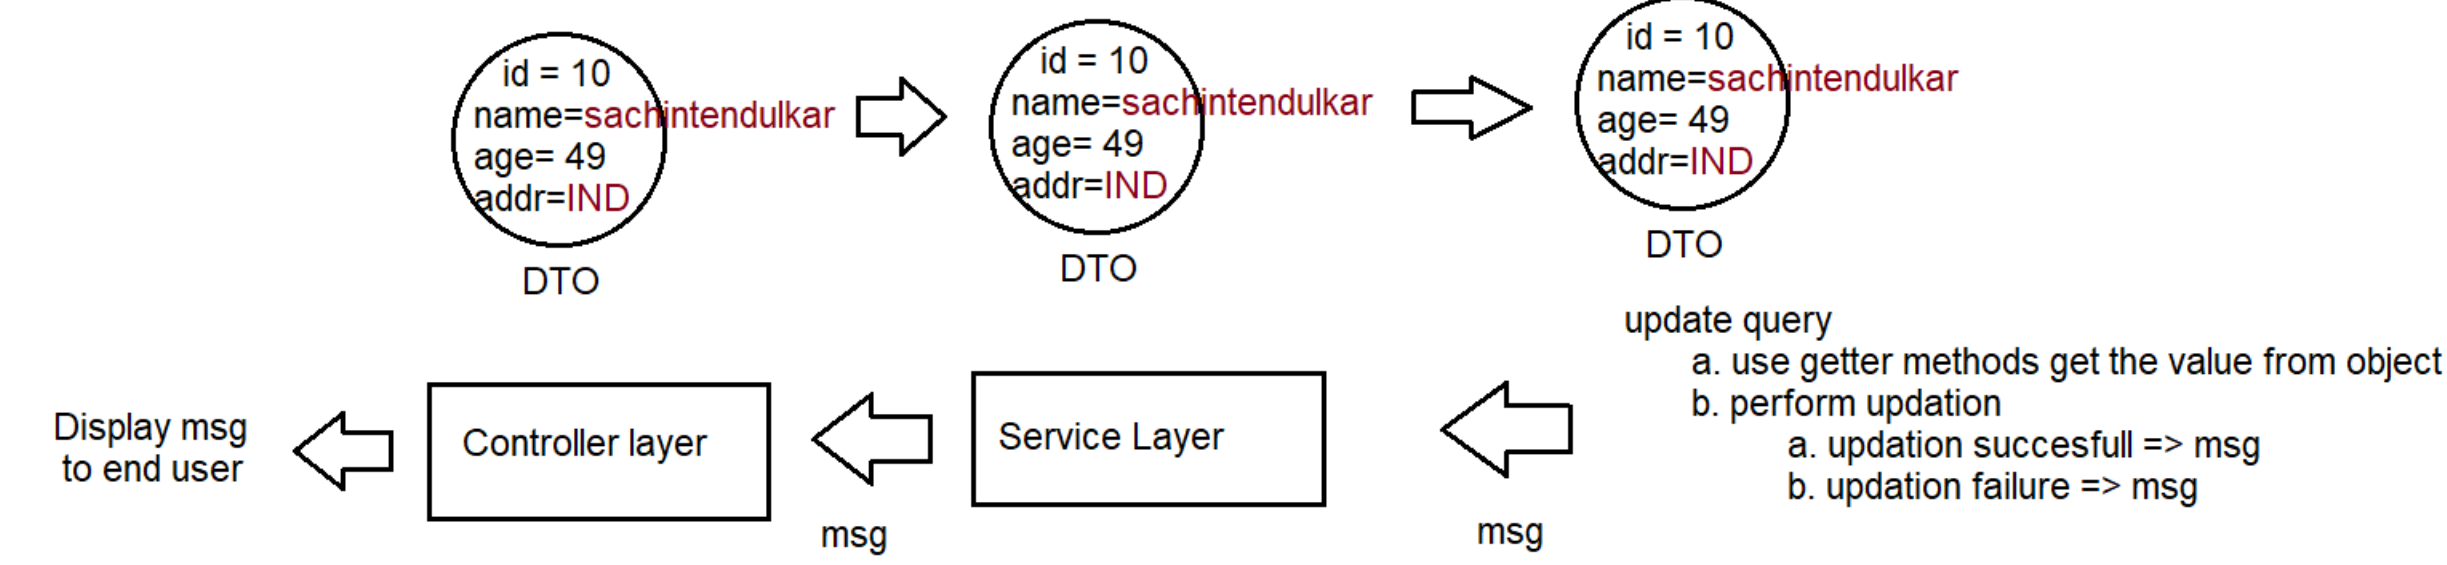 id = 10
name=sachintendulkar
age= 49
addr=IND
DTO
id = 10
name=sachintendulkar
age= 49
addr=IND
DTO
id = 10
name=sachintendulkar
age= 49
addr=IND
DTO
update query
a. use getter methods get the value from object
b. perform updation
a. updation succesfull => msg
b. updation failure => msg
Display msg
to end user
Controller layer
msg
Service Layer
msg